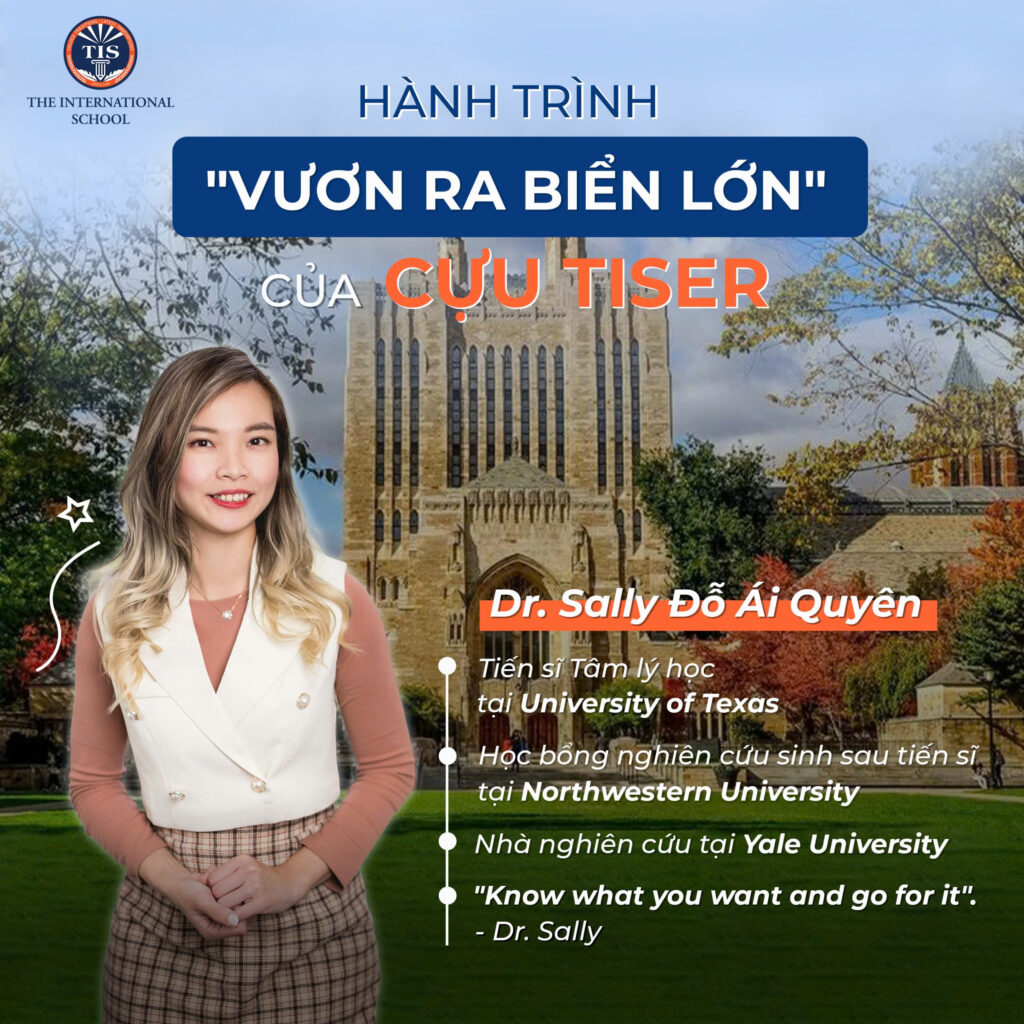 TIS
THE INTERNATIONAL
SCHOOL
HÀNH TRÌNH
"VƯƠN RA BIỂN LỚN"
CỦA CỰU TISER
Dr. Sally Đỗ Ái Quyên
Tiến sĩ Tâm lý học
tại University of Texas
Học bổng nghiên cứu sinh sau tiến sĩ
tại Northwestern University
Nhà nghiên cứu tại Yale University
"Know what you want and go for it".
- Dr. Sally